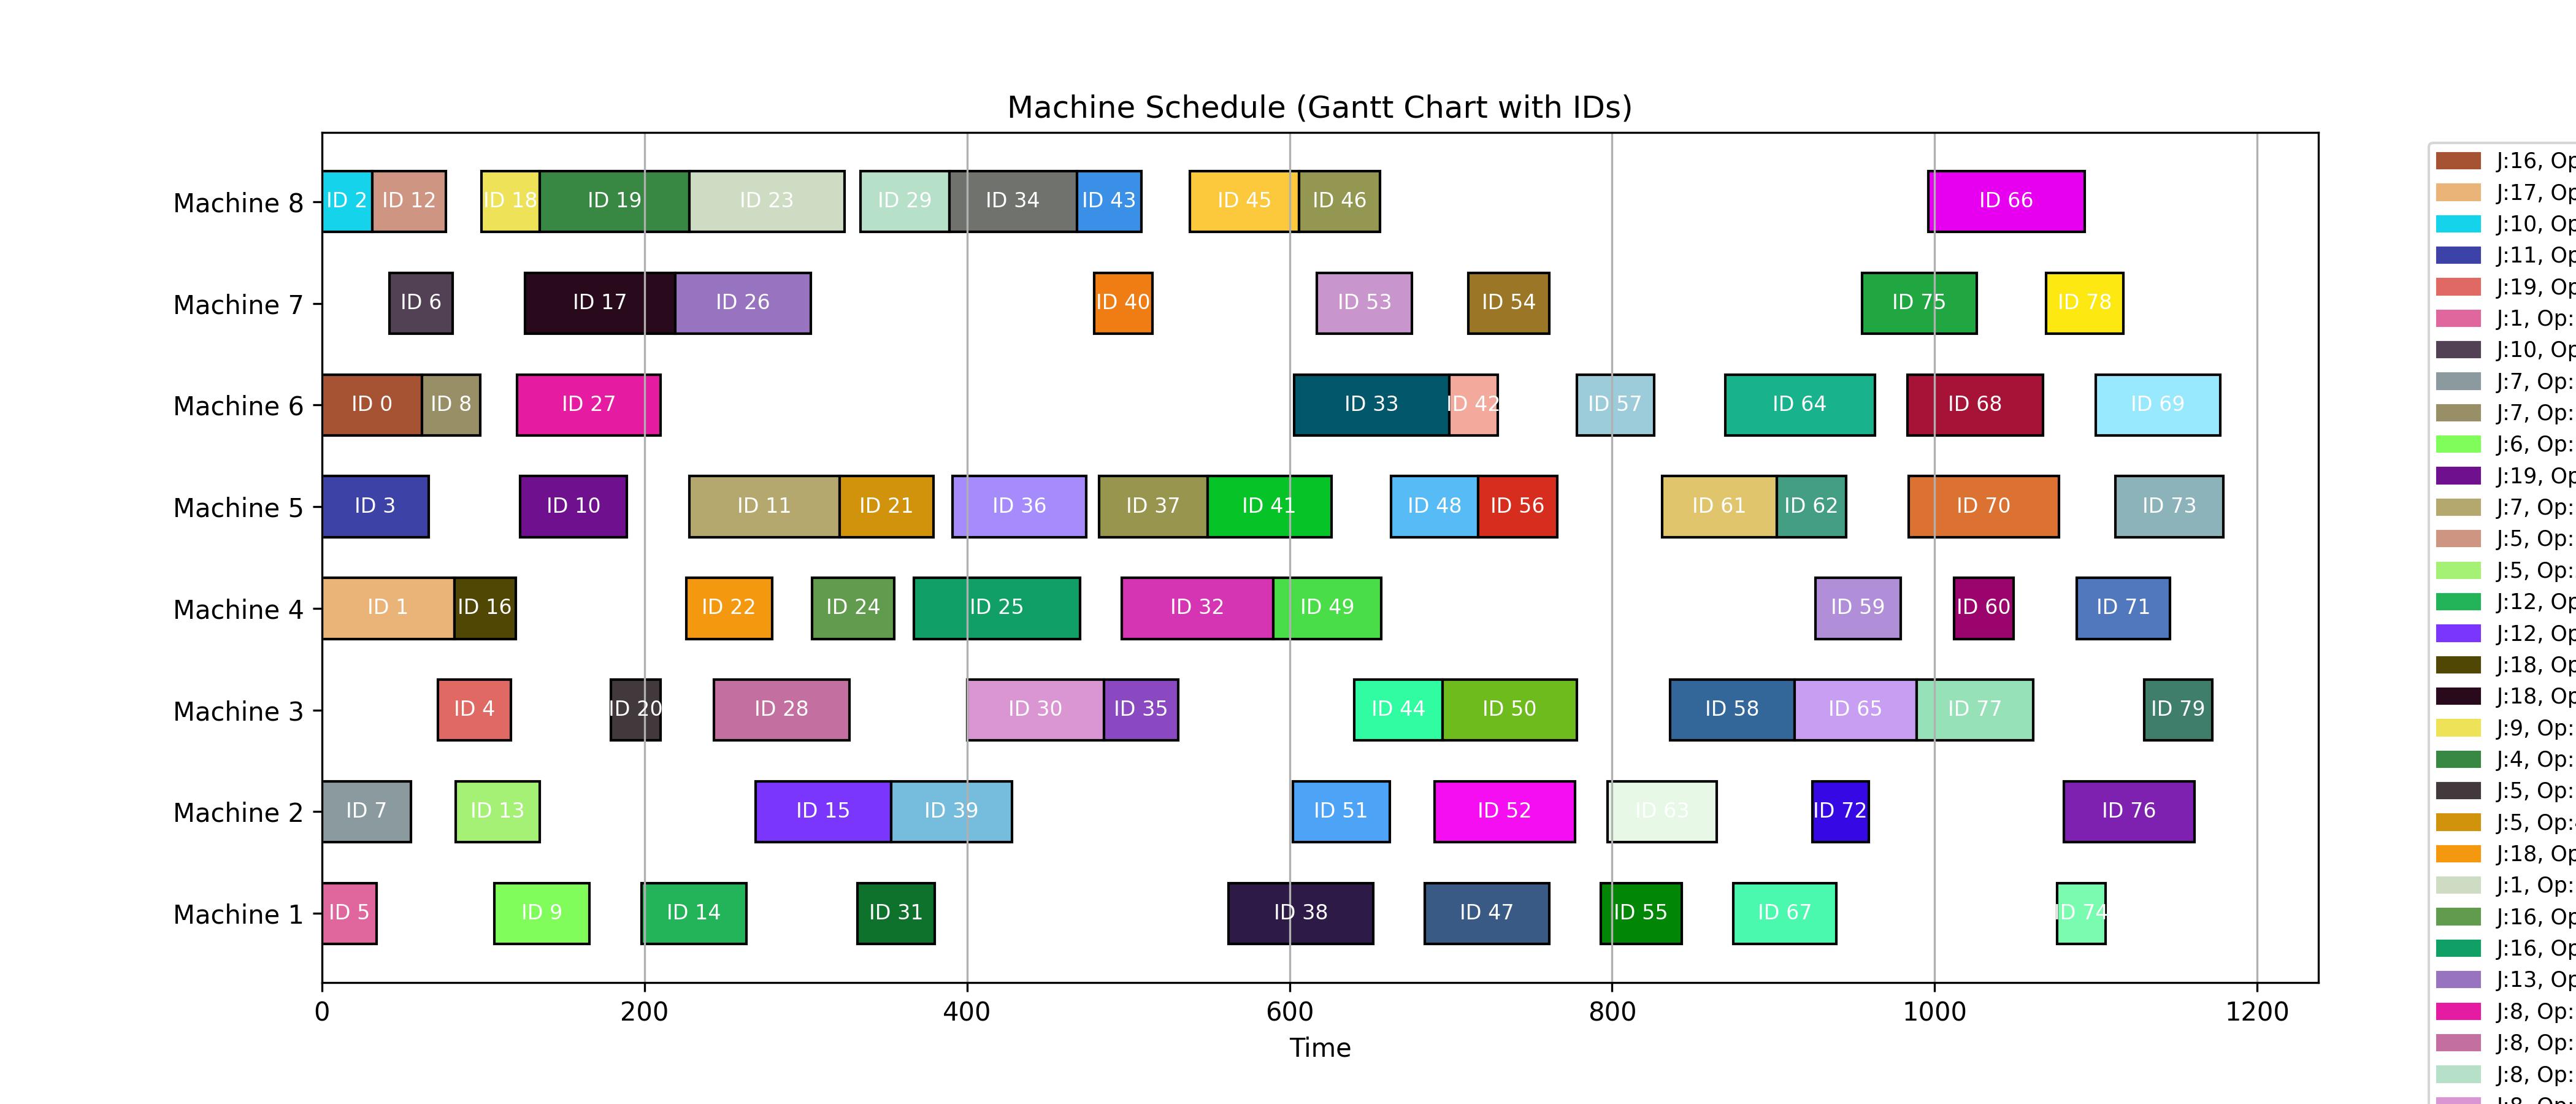 Machine Schedule (Gantt Chart with IDs)
Machine 8
ID 2 ID 12 ID 18 ID 19 ID 23 ID 29 ID 34 ID 43 ID 45 ID 46 ID 66
Machine 7
ID 6 ID 17 ID 26 ID 40 ID 53 ID 54 ID 75 ID 78
Machine 6
ID 0 ID 8 ID 27 ID 33 ID 42 ID 57 ID 64 ID 68 ID 69
Machine 5
ID 3 ID 10 ID 11 ID 21 ID 36 ID 37 ID 41 ID 48 ID 56 ID 61 ID 62 ID 70 ID 73
Machine 4
ID 1 ID 16 ID 22 ID 24 ID 25 ID 32 ID 49 ID 59 ID 60 ID 71
Machine 3
ID 4 ID 20 ID 28 ID 30 ID 35 ID 44 ID 50 ID 58 ID 65 ID 77 ID 79
Machine 2
ID 7 ID 13 ID 15 ID 39 ID 51 ID 52 ID 63 ID 72 ID 76
Machine 1
ID 5 ID 9 ID 14 ID 31 ID 38 ID 47 ID 55 ID 67 ID 74
0 200 400 600 800 1000 1200
Time
J:16, Op
J:17, Op
J:10, Op
J:11, Op
J:19, Op
J:1, Op:
J:10, Op
J:7, Op:
J:7, Op:
J:6, Op:
J:19, Op
J:7, Op:
J:5, Op:
J:5, Op:
J:12, Op
J:12, Op
J:18, Op
J:18, Op
J:9, Op:
J:4, Op:
J:5, Op:
J:5, Op:
J:18, Op
J:1, Op:
J:16, Op
J:16, Op
J:13, Op
J:8, Op:
J:8, Op:
J:8, Op: